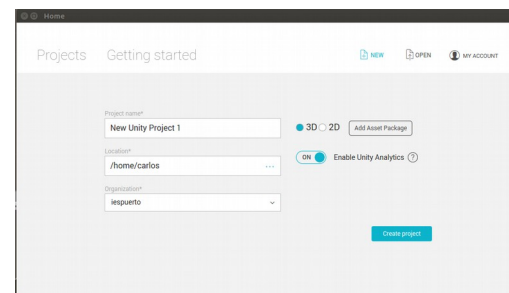 Home
Projects Getting started NEW OPEN MY ACCOUNT
Project name*
New Unity Project 1
3D 2D Add Asset Package
Location*
/home/carlos ...
ON Enable Unity Analytics ?
Organization*
iespuerto
Create project